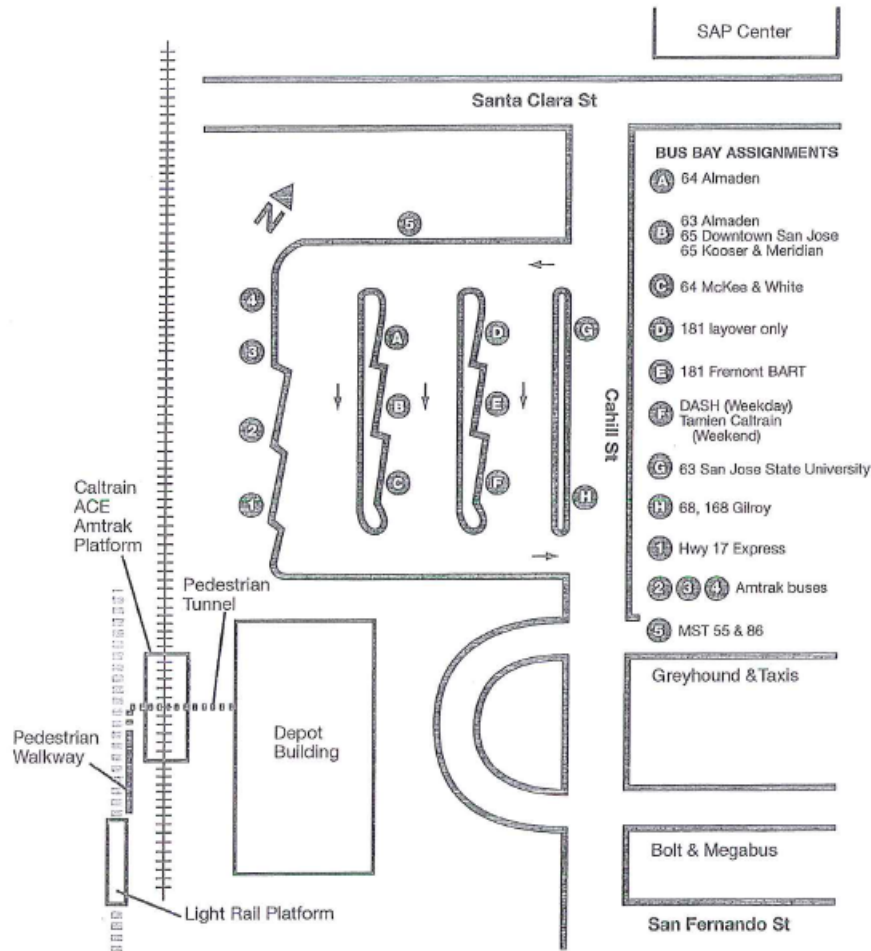 SAP Center
Santa Clara St
BUS BAY ASSIGNMENTS
A 64 Almaden
B 63 Almaden
65 Downtown San Jose
65 Kooser & Meridian
C 64 McKee & White
D 181 layover only
E 181 Fremont BART
F DASH (Weekday)
Tamien Caltrain
(Weekend)
G 63 San Jose State University
H 68, 168 Gilroy
1 Hwy 17 Express
2 3 4 Amtrak buses
5 MST 55 & 86
N
5
4
3
2
1
A
B
C
D
E
F
G
H
Cahill St
Caltrain
ACE
Amtrak
Platform
Pedestrian
Tunnel
Pedestrian
Walkway
Depot
Building
Light Rail Platform
Greyhound & Taxis
Bolt & Megabus
San Fernando St